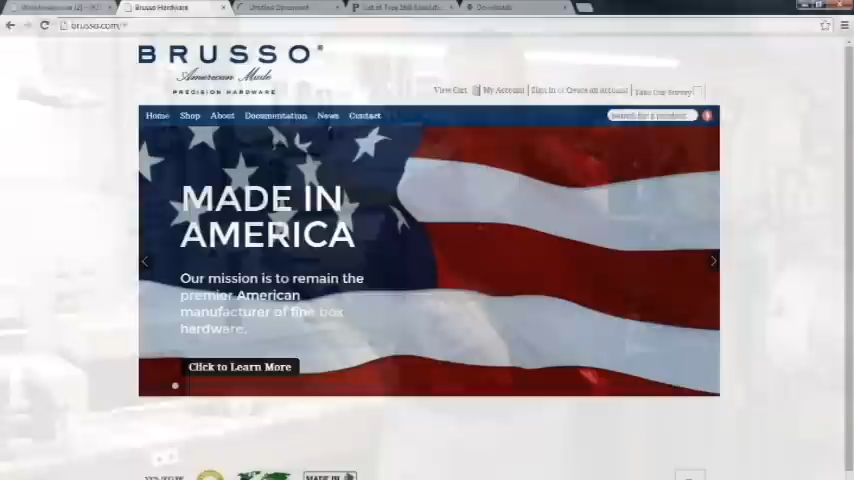 Brusso Hardware
Untitled Document
Downloads
brusso.com/
BRUSSO®
American Made
PRECISION HARDWARE
View Cart My Account Sign in or Create an account Take Our Survey
Home Shop About Documentation News Contact
Search for a product
MADE IN
AMERICA
Our mission is to remain the
premier American
manufacturer of fine box
hardware.
Click to Learn More
MADE IN